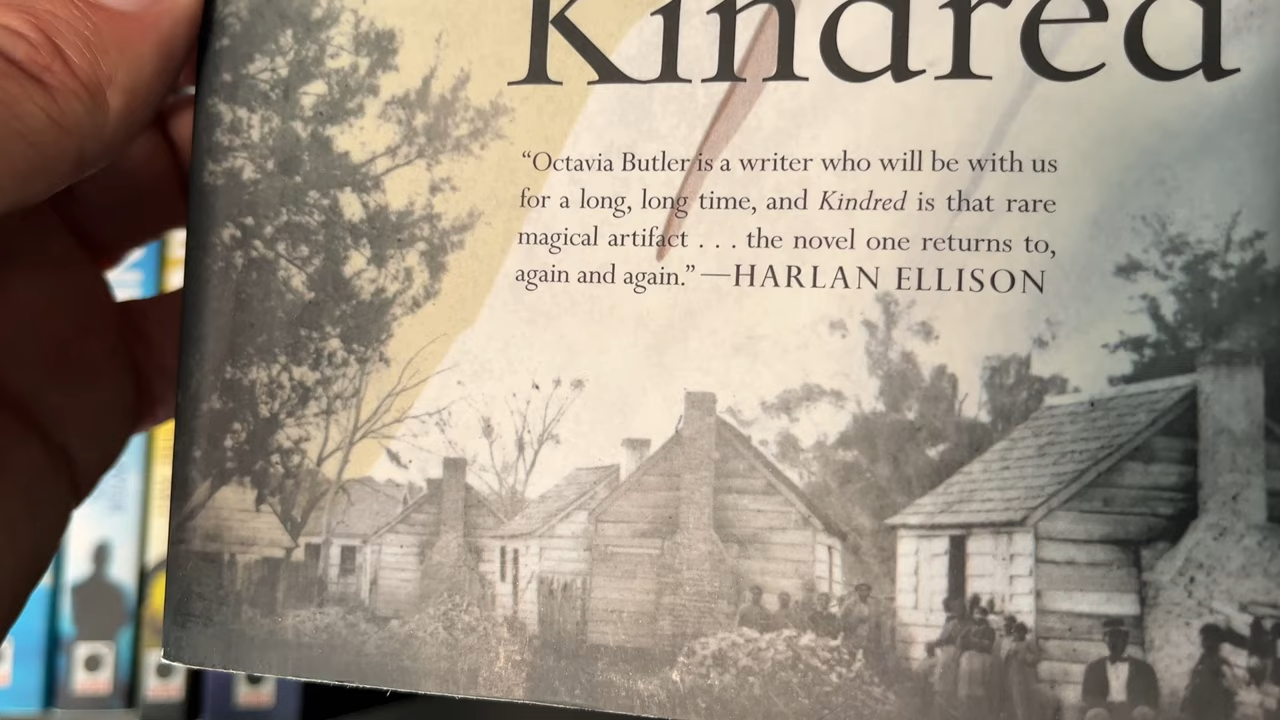 Kindred
“Octavia Butler is a writer who will be with us
for a long, long time, and Kindred is that rare
magical artifact . . . the novel one returns to,
again and again.” —HARLAN ELLISON